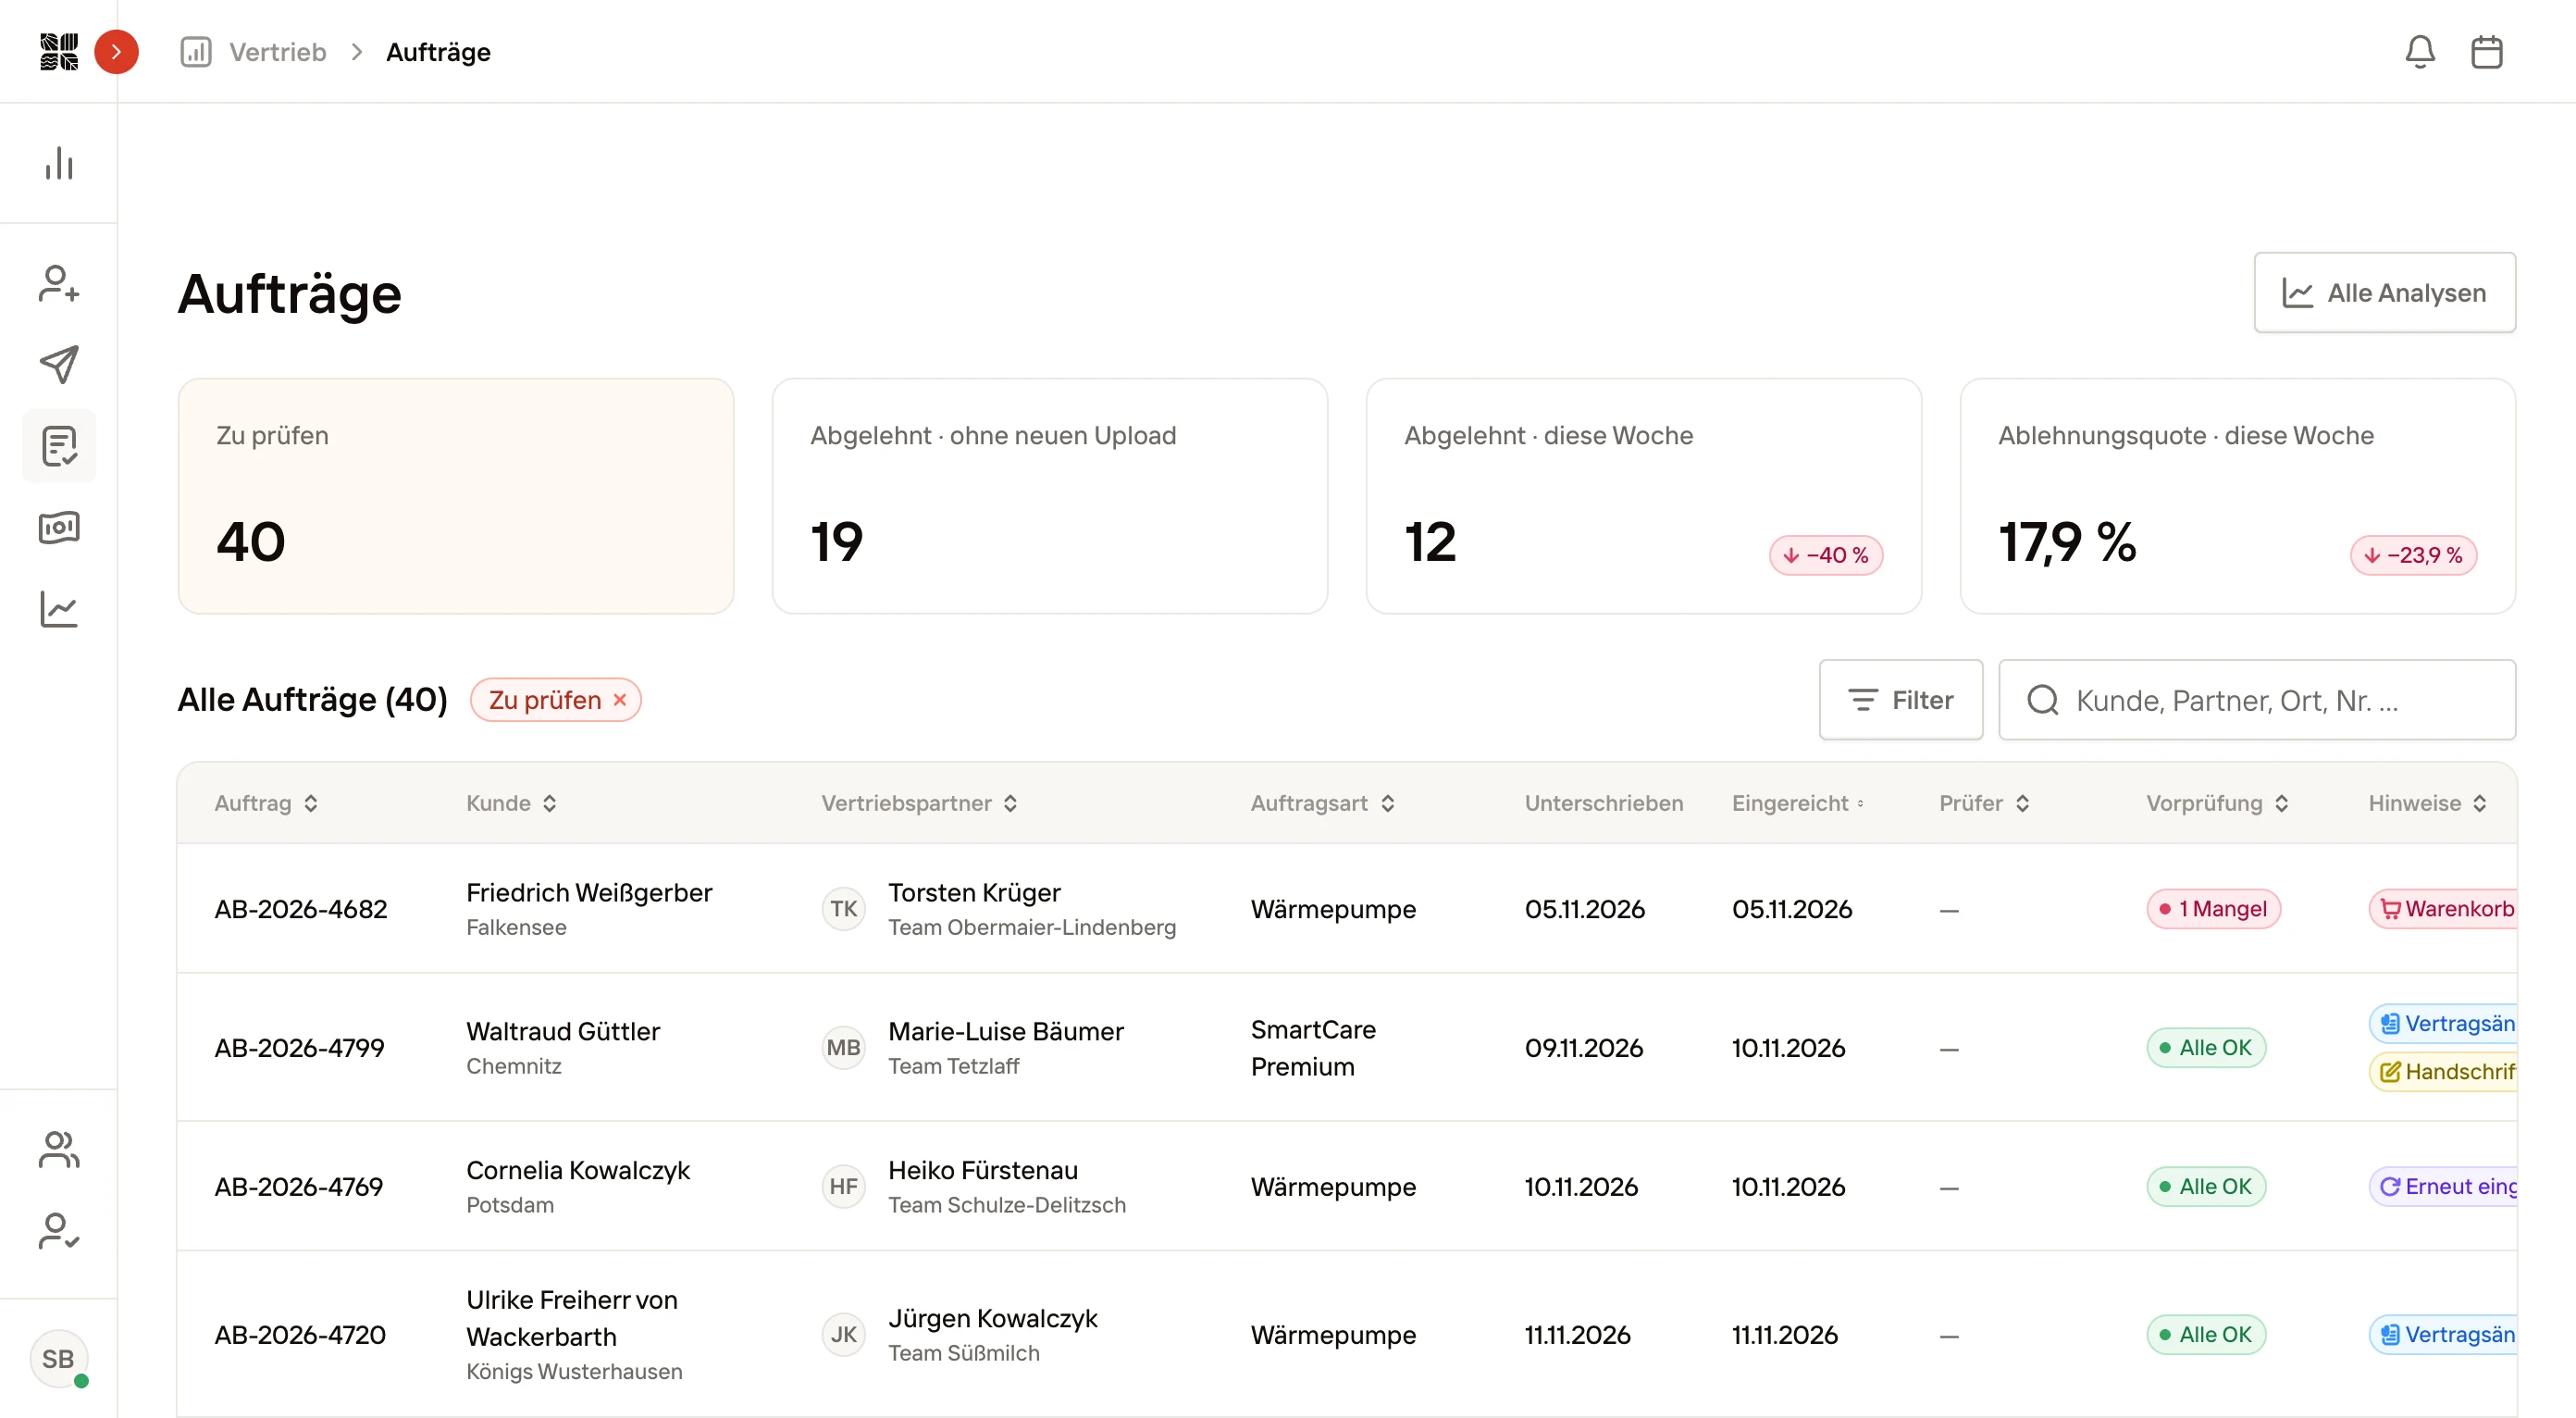 Vertrieb
Aufträge
Aufträge
Alle Analysen
Zu prüfen
40
Abgelehnt · ohne neuen Upload
19
Abgelehnt · diese Woche
12
−40 %
Ablehnungsquote · diese Woche
17,9 %
−23,9 %
Alle Aufträge (40)
Zu prüfen
Filter
Kunde, Partner, Ort, Nr. ...
Auftrag
Kunde
Vertriebspartner
Auftragsart
Unterschrieben
Eingereicht
Prüfer
Vorprüfung
Hinweise
AB-2026-4682
Friedrich Weißgerber
Falkensee
TK
Torsten Krüger
Team Obermaier-Lindenberg
Wärmepumpe
05.11.2026
05.11.2026
—
1 Mangel
Warenkorb
AB-2026-4799
Waltraud Güttler
Chemnitz
MB
Marie-Luise Bäumer
Team Tetzlaff
SmartCare
Premium
09.11.2026
10.11.2026
—
Alle OK
Vertragsän
Handschrif
AB-2026-4769
Cornelia Kowalczyk
Potsdam
HF
Heiko Fürstenau
Team Schulze-Delitzsch
Wärmepumpe
10.11.2026
10.11.2026
—
Alle OK
Erneut eing
AB-2026-4720
Ulrike Freiherr von
Wackerbarth
Königs Wusterhausen
JK
Jürgen Kowalczyk
Team Süßmilch
Wärmepumpe
11.11.2026
11.11.2026
—
Alle OK
Vertragsän
SB